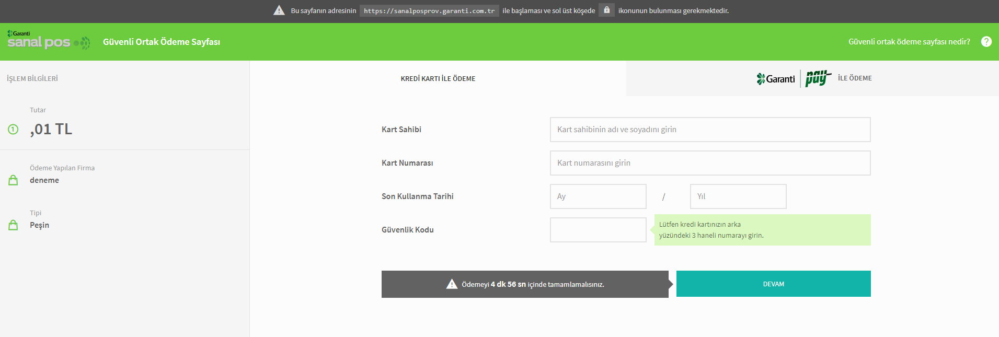 Bu sayfanın adresinin https://sanalposprov.garanti.com.tr ile başlaması ve sol üst köşede ikonunun bulunması gerekmektedir.
Garanti
sanal pos
Güvenli Ortak Ödeme Sayfası
Güvenli ortak ödeme sayfası nedir? ?
İŞLEM BİLGİLERİ
Tutar
1 ,01 TL
Ödeme Yapılan Firma
deneme
Tipi
Peşin
KREDİ KARTI İLE ÖDEME
Garanti pay İLE ÖDEME
Kart Sahibi Kart sahibinin adı ve soyadını girin
Kart Numarası Kart numarasını girin
Son Kullanma Tarihi Ay / Yıl
Güvenlik Kodu
Lütfen kredi kartınızın arka
yüzündeki 3 haneli numarayı girin.
Ödemeyi 4 dk 56 sn içinde tamamlamalısınız.
DEVAM